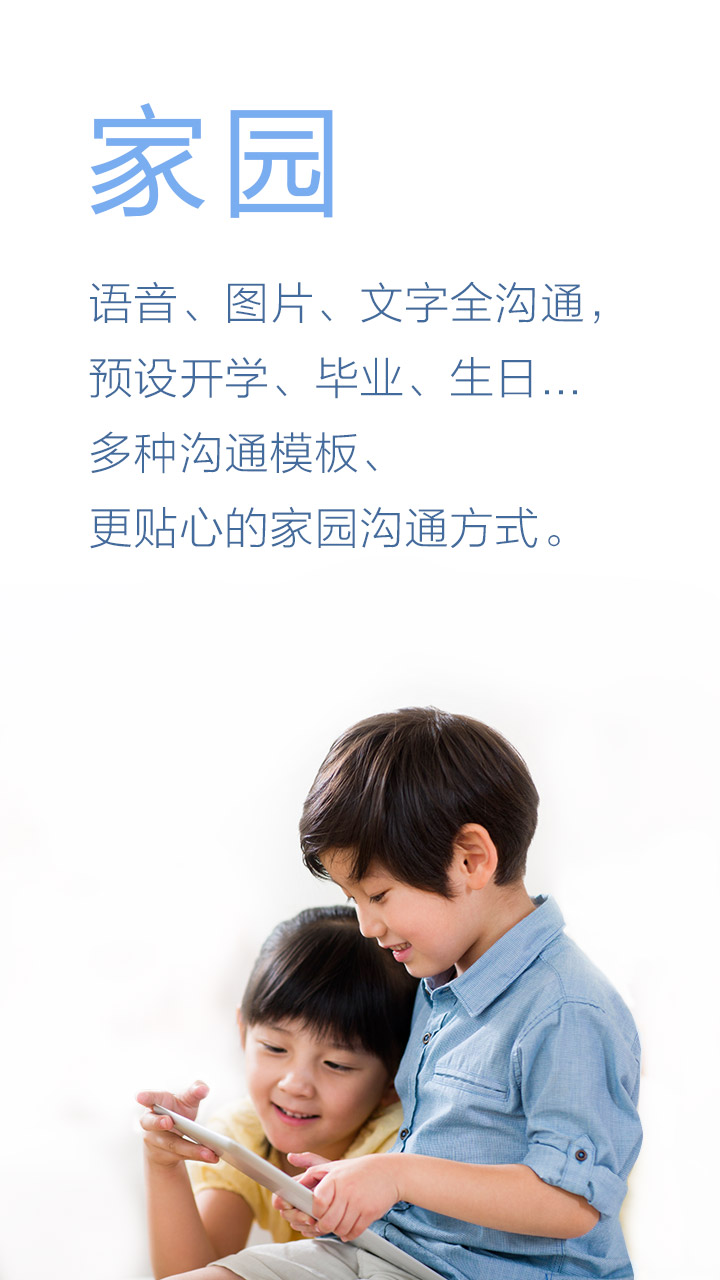 家园
语音、图片、文字全沟通，
预设开学、毕业、生日...
多种沟通模板、
更贴心的家园沟通方式。